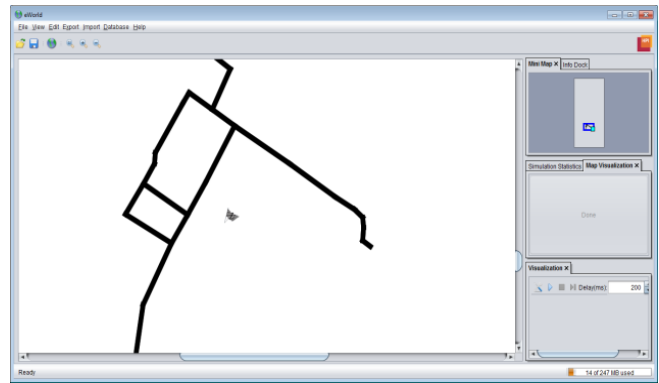 eWorld
File View Edit Export Import Database Help
Mini Map X Info Dock
Simulation Statistics Map Visualization X
Done
Visualization X
Delay(ms): 200
Ready
14 of 247 MB used